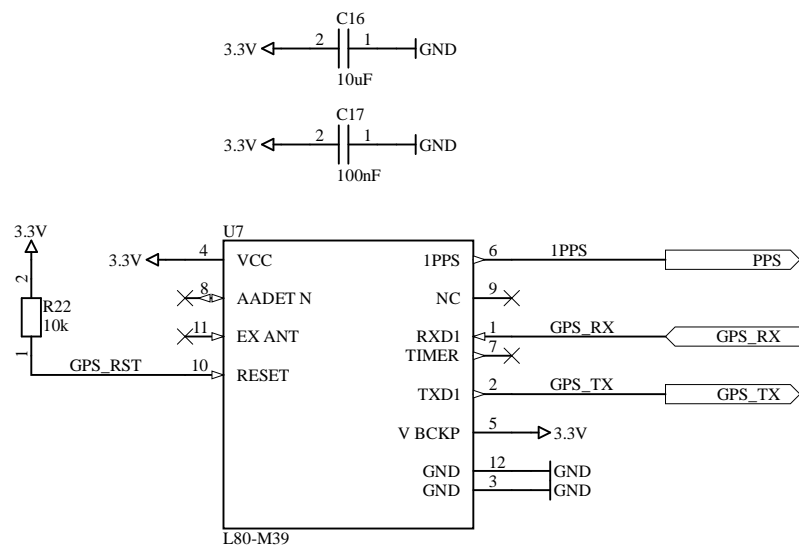 C16
3.3V 2 1 GND
10uF
C17
3.3V 2 1 GND
100nF
U7
3.3V
3.3V 4 VCC 1PPS 6 1PPS PPS
2 8 AADET N NC 9
R22
10k
11 EX ANT RXD1 1 GPS_RX GPS_RX
TIMER 7
1 GPS_RST 10 RESET
TXD1 2 GPS_TX GPS_TX
V BCKP 5 3.3V
GND 12 GND
GND 3 GND
L80-M39